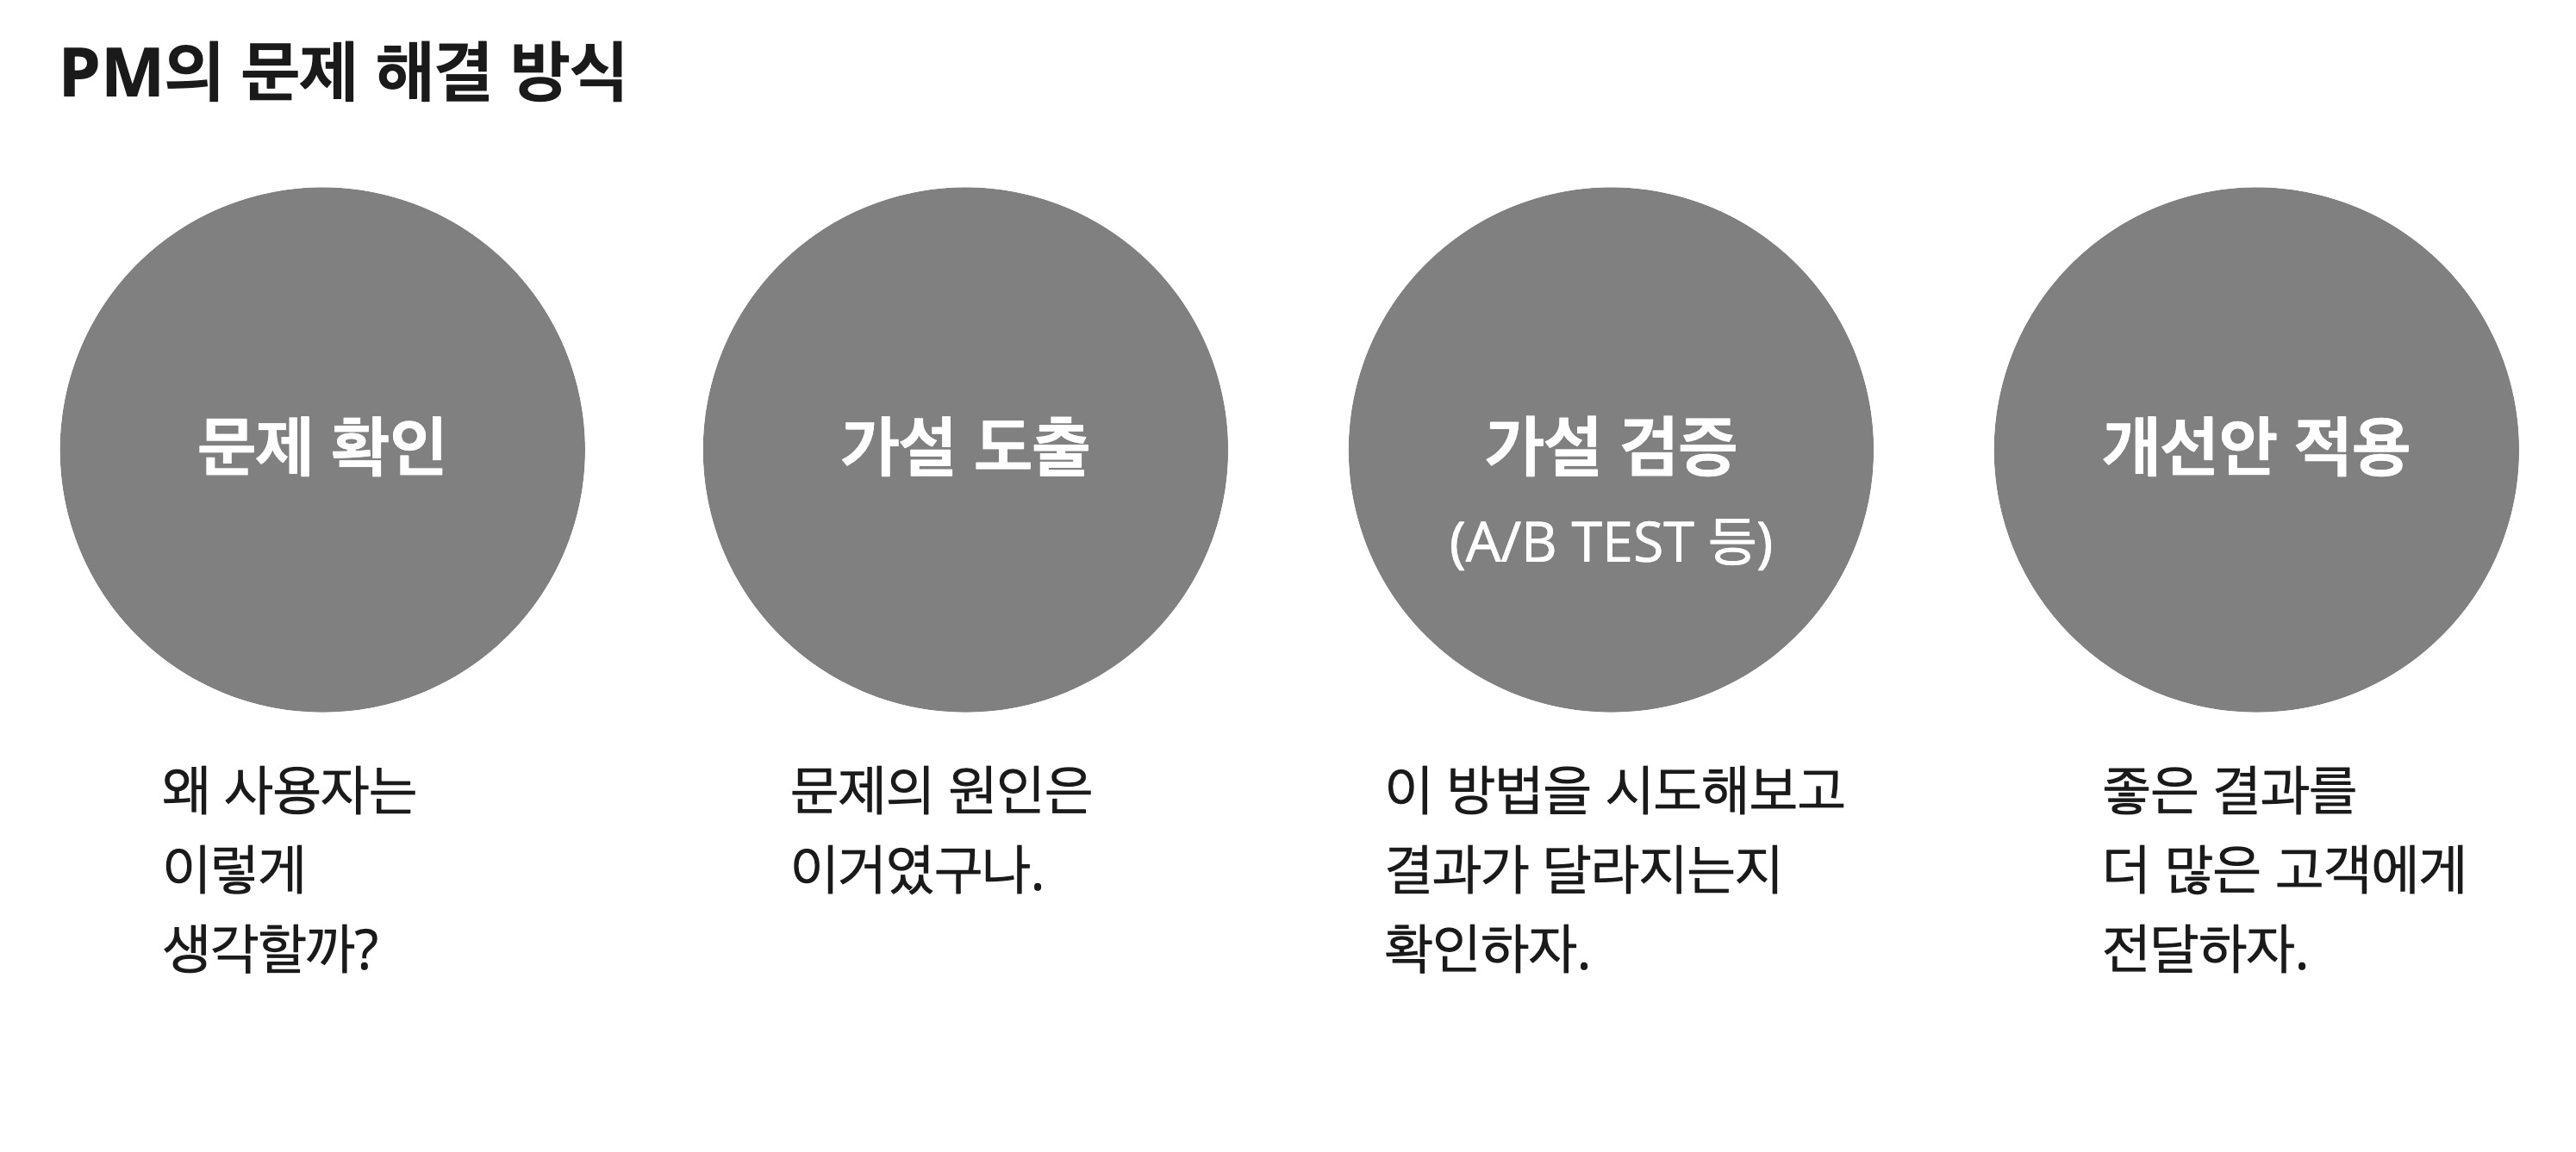 PM의 문제 해결 방식
문제 확인
왜 사용자는
이렇게
생각할까?
가설 도출
문제의 원인은
이거였구나.
가설 검증
(A/B TEST 등)
이 방법을 시도해보고
결과가 달라지는지
확인하자.
개선안 적용
좋은 결과를
더 많은 고객에게
전달하자.